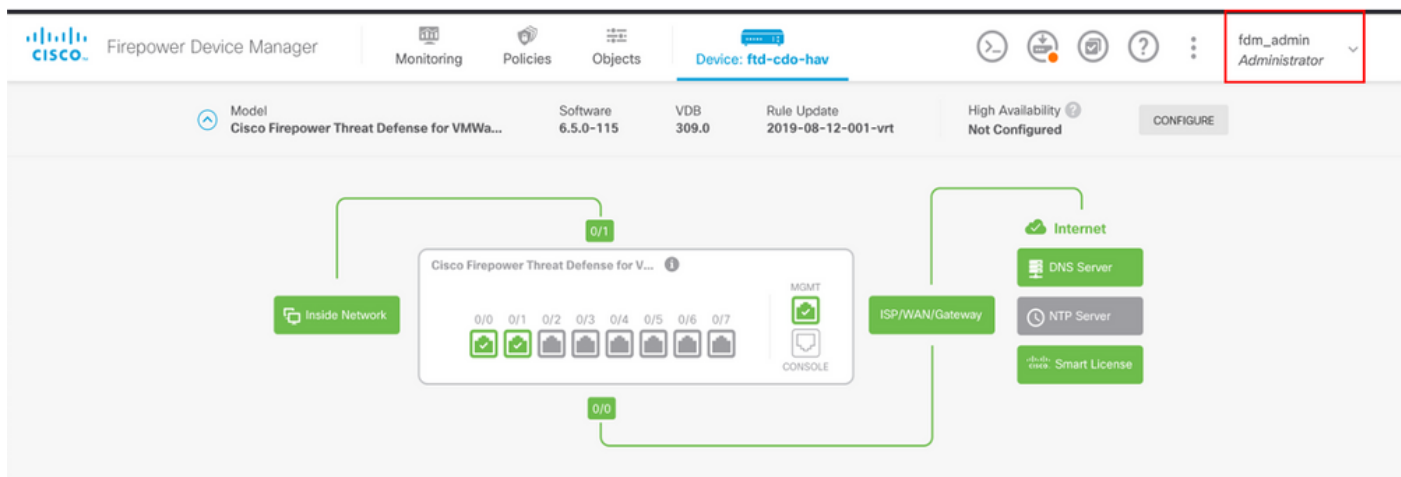 CISCO
Firepower Device Manager
Monitoring
Policies
Objects
Device: ftd-cdo-hav
fdm_admin
Administrator
Model
Cisco Firepower Threat Defense for VMWa...
Software
6.5.0-115
VDB
309.0
Rule Update
2019-08-12-001-vrt
High Availability
Not Configured
CONFIGURE
0/1
Internet
Cisco Firepower Threat Defense for V...
DNS Server
MGMT
Inside Network
0/0 0/1 0/2 0/3 0/4 0/5 0/6 0/7
ISP/WAN/Gateway
NTP Server
CONSOLE
CISCO Smart License
0/0